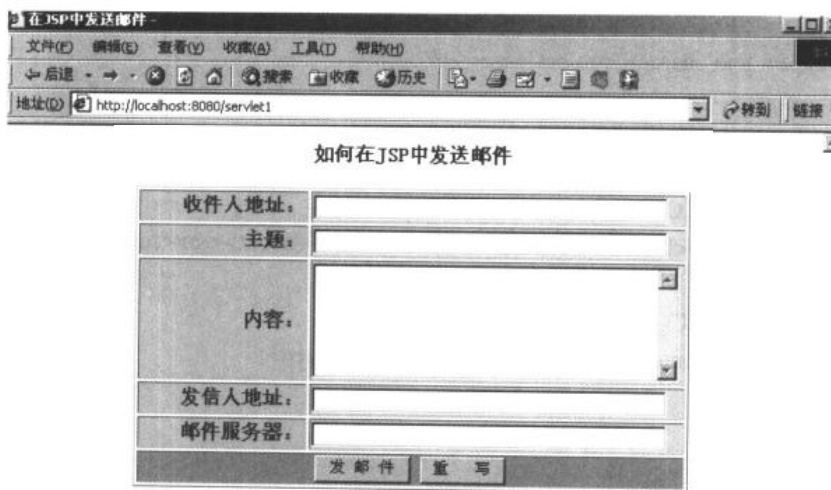 在JSP中发送邮件 -
文件(F) 编辑(E) 查看(V) 收藏(A) 工具(T) 帮助(H)
后退 搜索 收藏 历史
地址(D) http://localhost:8080/servlet1 转到 链接
如何在JSP中发送邮件
收件人地址：
主题：
内容：
发信人地址：
邮件服务器：
发 邮 件 重 写